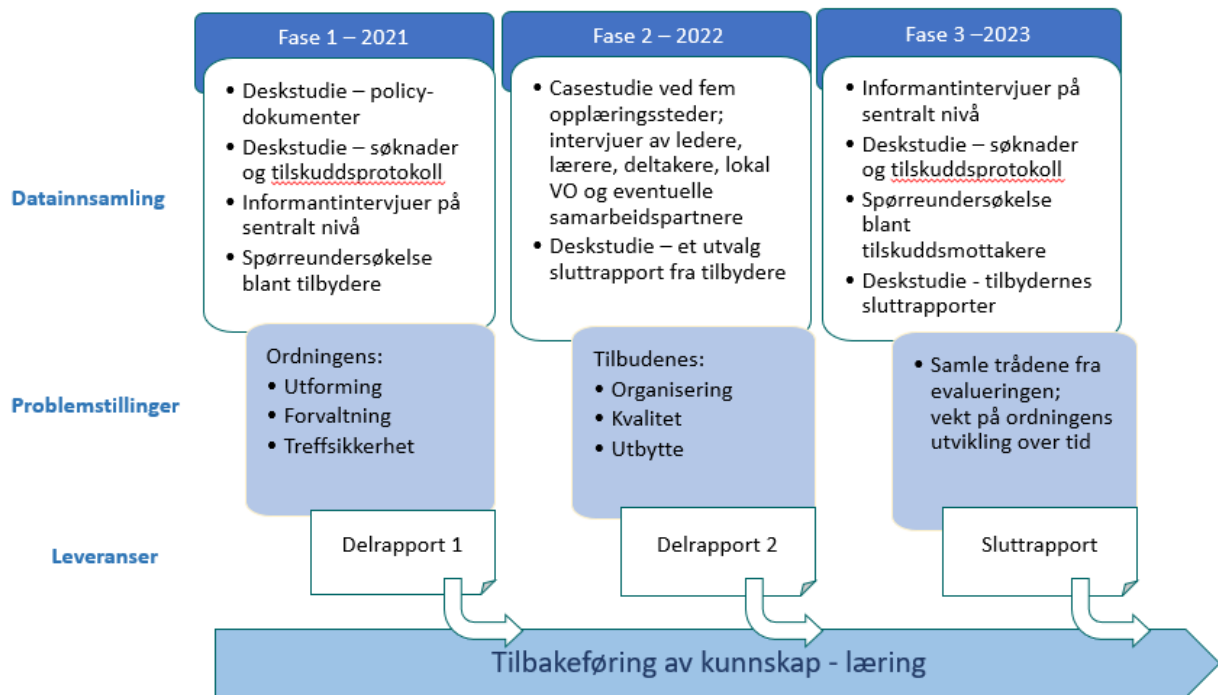 Fase 1 – 2021
Fase 2 – 2022
Fase 3 –2023
Datainnsamling
• Deskstudie – policy-
dokumenter
• Deskstudie – søknader
og tilskuddsprotokoll
• Informantintervjuer på
sentralt nivå
• Spørreundersøkelse
blant tilbydere
• Casestudie ved fem
opplæringssteder;
intervjuer av ledere,
lærere, deltakere, lokal
VO og eventuelle
samarbeidspartnere
• Deskstudie – et utvalg
sluttrapport fra tilbydere
• Informantintervjuer på
sentralt nivå
• Deskstudie – søknader
og tilskuddsprotokoll
• Spørreundersøkelse
blant
tilskuddsmottakere
• Deskstudie - tilbydernes
sluttrapporter
Problemstillinger
Ordningens:
• Utforming
• Forvaltning
• Treffsikkerhet
Tilbudenes:
• Organisering
• Kvalitet
• Utbytte
• Samle trådene fra
evalueringen;
vekt på ordningens
utvikling over tid
Leveranser
Delrapport 1
Delrapport 2
Sluttrapport
Tilbakeføring av kunnskap - læring